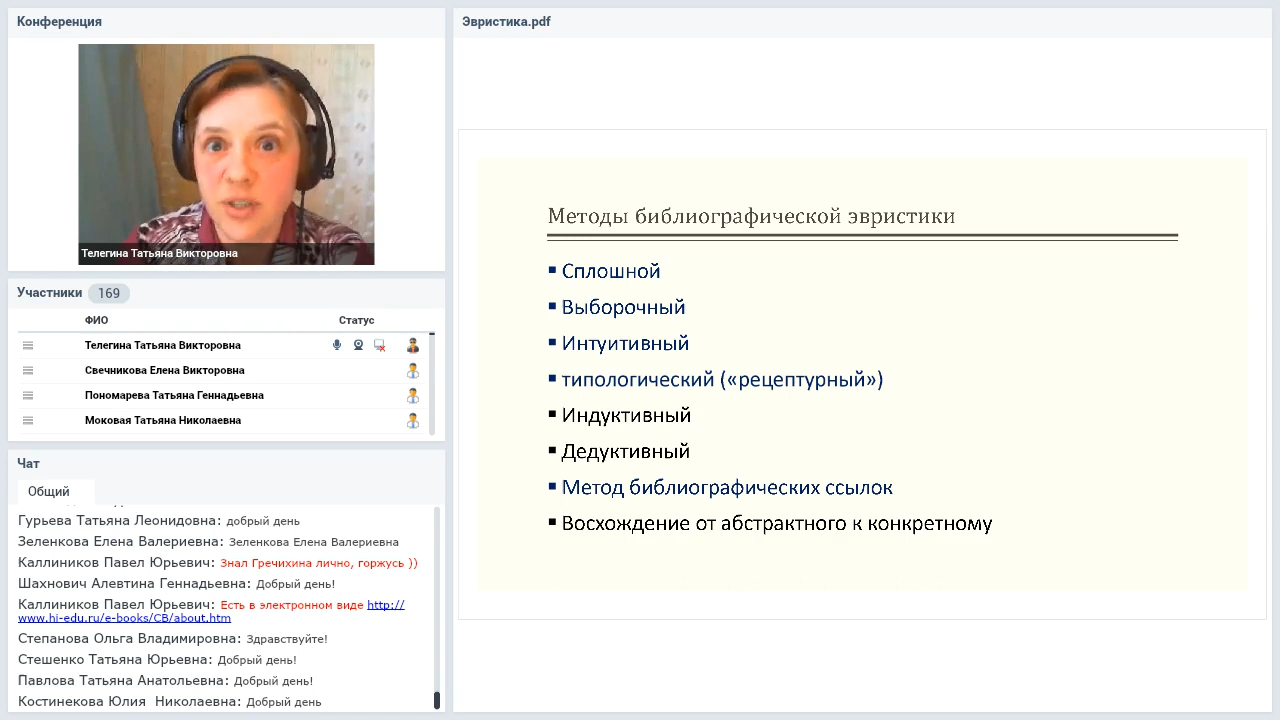 Конференция
Телегина Татьяна Викторовна
Участники 169
ФИО Статус
Телегина Татьяна Викторовна
Свечникова Елена Викторовна
Пономарева Татьяна Геннадьевна
Моковая Татьяна Николаевна
Чат
Общий
Гурьева Татьяна Леонидовна: добрый день
Зеленкова Елена Валериевна: Зеленкова Елена Валериевна
Каллиников Павел Юрьевич: Знал Гречихина лично, горжусь ))
Шахнович Алевтина Геннадьевна: Добрый день!
Каллиников Павел Юрьевич: Есть в электронном виде http://
www.hi-edu.ru/e-books/CB/about.htm
Степанова Ольга Владимировна: Здравствуйте!
Стешенко Татьяна Юрьевна: Добрый день!
Павлова Татьяна Анатольевна: Добрый день!
Костинекова Юлия Николаевна: Добрый день
Эвристика.pdf
Методы библиографической эвристики
▪ Сплошной
▪ Выборочный
▪ Интуитивный
▪ типологический («рецептурный»)
▪ Индуктивный
▪ Дедуктивный
▪ Метод библиографических ссылок
▪ Восхождение от абстрактного к конкретному